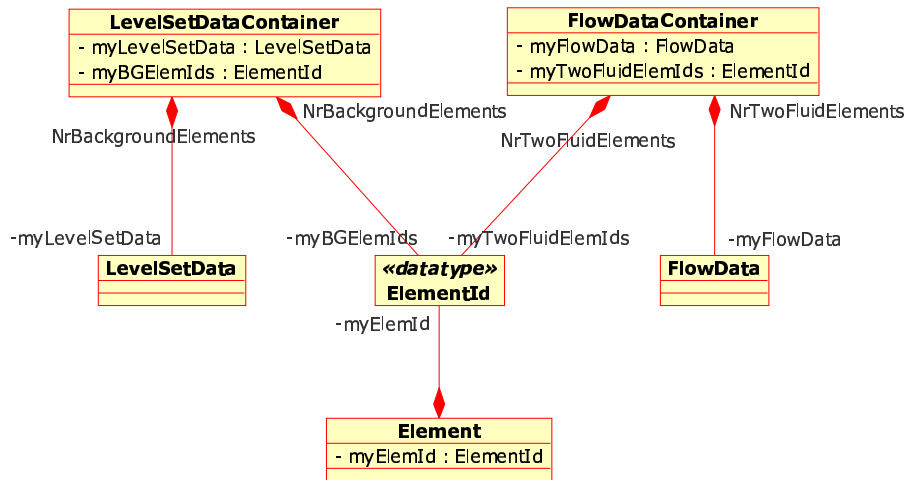 LevelSetDataContainer
- myLevelSetData : LevelSetData
- myBGElemIds : ElementId
FlowDataContainer
- myFlowData : FlowData
- myTwoFluidElemIds : ElementId
NrBackgroundElements
NrBackgroundElements
NrTwoFluidElements
NrTwoFluidElements
-myLevelSetData
-myBGElemIds
-myTwoFluidElemIds
-myFlowData
LevelSetData
«datatype»
ElementId
FlowData
-myElemId
Element
- myElemId : ElementId